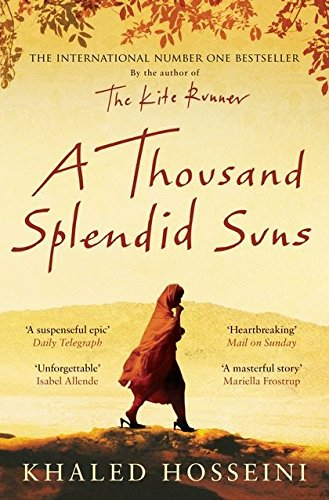 THE INTERNATIONAL NUMBER ONE BESTSELLER
By the author of
The Kite Runner
A Thousand
Splendid Suns
'A suspenseful epic'
Daily Telegraph
'Heartbreaking'
Mail on Sunday
'Unforgettable'
Isabel Allende
'A masterful story'
Mariella Frostrup
KHALED HOSSEINI